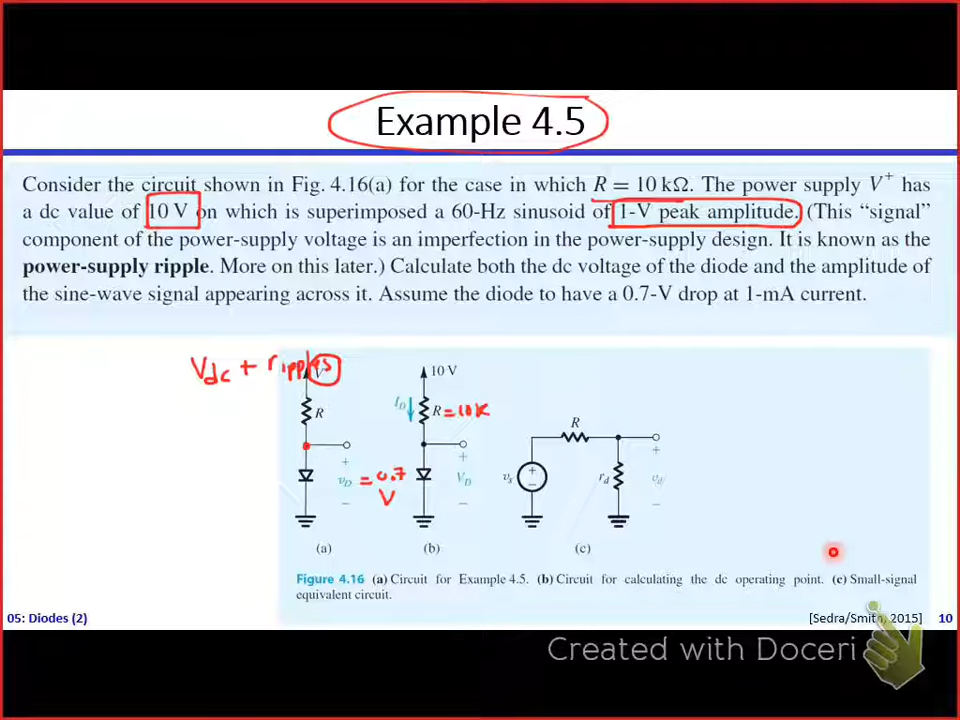 Example 4.5
Consider the circuit shown in Fig. 4.16(a) for the case in which R = 10 kΩ. The power supply V⁺ has
a dc value of 10 V on which is superimposed a 60-Hz sinusoid of 1-V peak amplitude. (This “signal”
component of the power-supply voltage is an imperfection in the power-supply design. It is known as the
power-supply ripple. More on this later.) Calculate both the dc voltage of the diode and the amplitude of
the sine-wave signal appearing across it. Assume the diode to have a 0.7-V drop at 1-mA current.
Vdc + ripples
10 V
R
I_D
R = 10K
R
+
v_D = 0.7 V
−
+
V_D
−
v_s
+
−
r_d
+
v_d
−
(a)
(b)
(c)
Figure 4.16 (a) Circuit for Example 4.5. (b) Circuit for calculating the dc operating point. (c) Small-signal
equivalent circuit.
05: Diodes (2)
[Sedra/Smith, 2015] 10
Created with Doceri